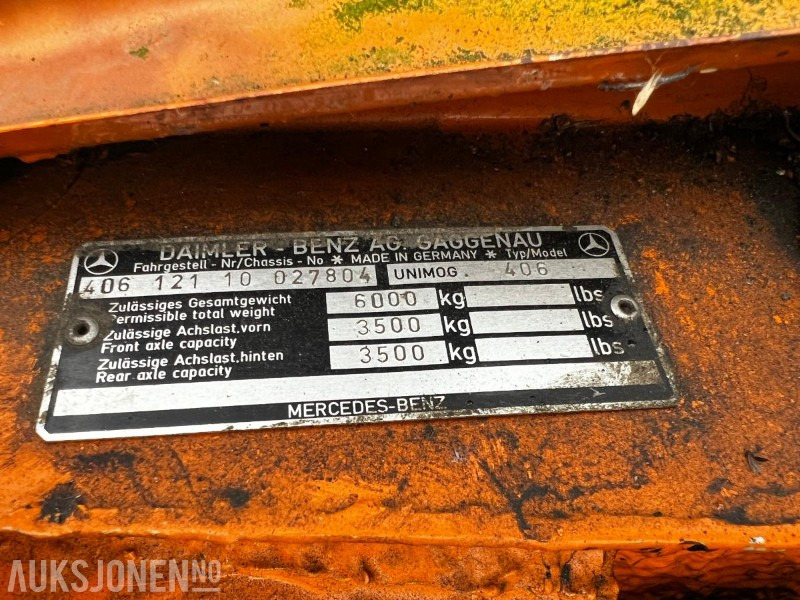 DAIMLER - BENZ AG. GAGGENAU
Fahrgestell - Nr/Chassis - No * MADE IN GERMANY * Typ/Model
406 121 10 027804 UNIMOG. 406
Zulässiges Gesamtgewicht
Permissible total weight 6000 kg lbs
Zulässige Achslast.vorn
Front axle capacity 3500 kg lbs
Zulässige Achslast.hinten
Rear axle capacity 3500 kg lbs
MERCEDES-BENZ
AUKSJONEN.NO